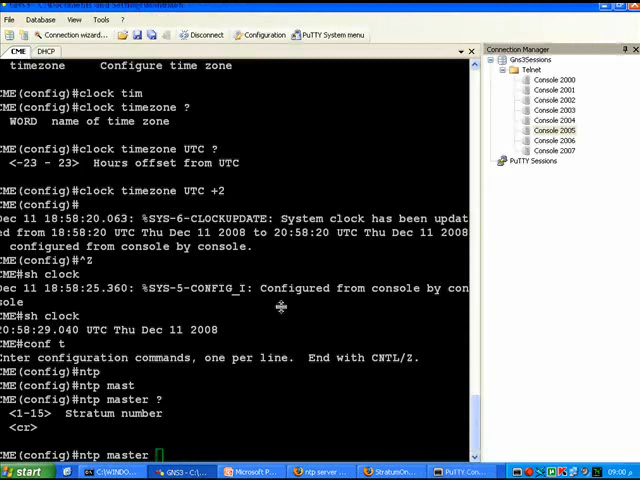 GNS3 - C:\Documents and Settings\
Database View Tools ?
Connection wizard... Disconnect Configuration PuTTY System menu
CME DHCP
timezone Configure time zone
CME(config)#clock tim
CME(config)#clock timezone ?
WORD name of time zone
CME(config)#clock timezone UTC ?
<-23 - 23> Hours offset from UTC
CME(config)#clock timezone UTC +2
CME(config)#
Dec 11 18:58:20.063: %SYS-6-CLOCKUPDATE: System clock has been updat
ed from 18:58:20 UTC Thu Dec 11 2008 to 20:58:20 UTC Thu Dec 11 2008
configured from console by console.
CME(config)#^Z
CME#sh clock
Dec 11 18:58:25.360: %SYS-5-CONFIG_I: Configured from console by con
sole
CME#sh clock
20:58:29.040 UTC Thu Dec 11 2008
CME#conf t
Enter configuration commands, one per line. End with CNTL/Z.
CME(config)#ntp
CME(config)#ntp mast
CME(config)#ntp master ?
<1-15> Stratum number
<cr>
CME(config)#ntp master
Connection Manager
Gns3Sessions
Telnet
Console 2000
Console 2001
Console 2002
Console 2003
Console 2004
Console 2005
Console 2006
Console 2007
PuTTY Sessions
start C:\WINDO... GNS3 - C:\... Microsoft P... ntp server ... StratumOn... PuTTY Con... 09:00 م